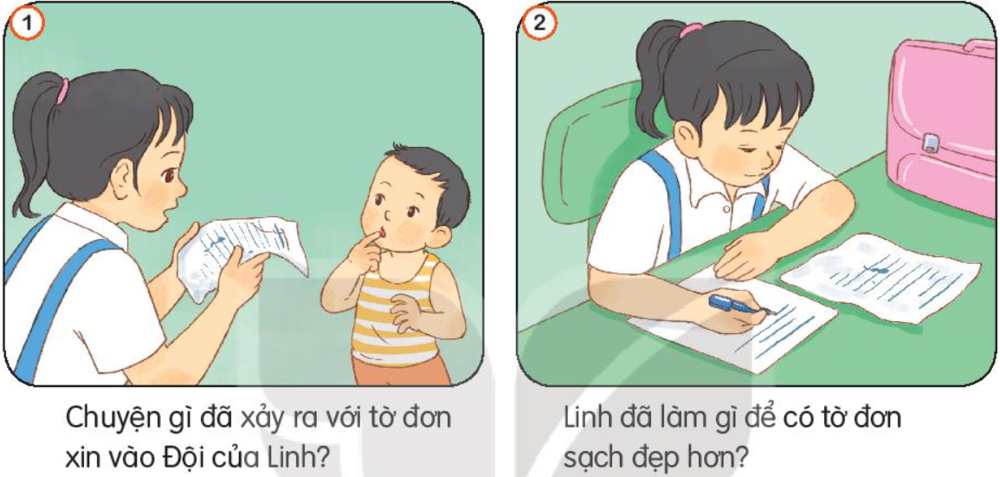 1
Chuyện gì đã xảy ra với tờ đơn
xin vào Đội của Linh?
2
Linh đã làm gì để có tờ đơn
sạch đẹp hơn?